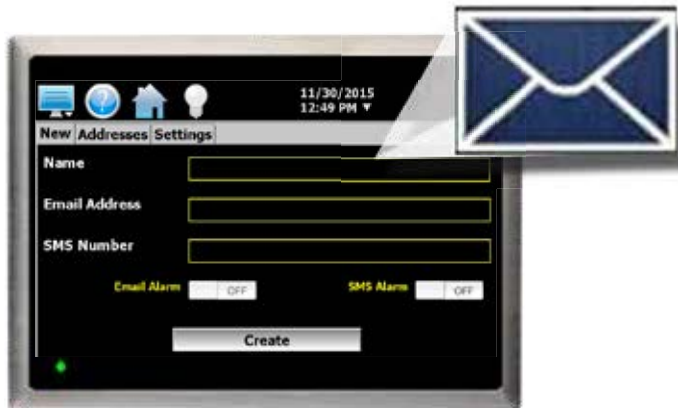 11/30/2015
12:49 PM ▼
New Addresses Settings
Name
Email Address
SMS Number
Email Alarm OFF SMS Alarm OFF
Create